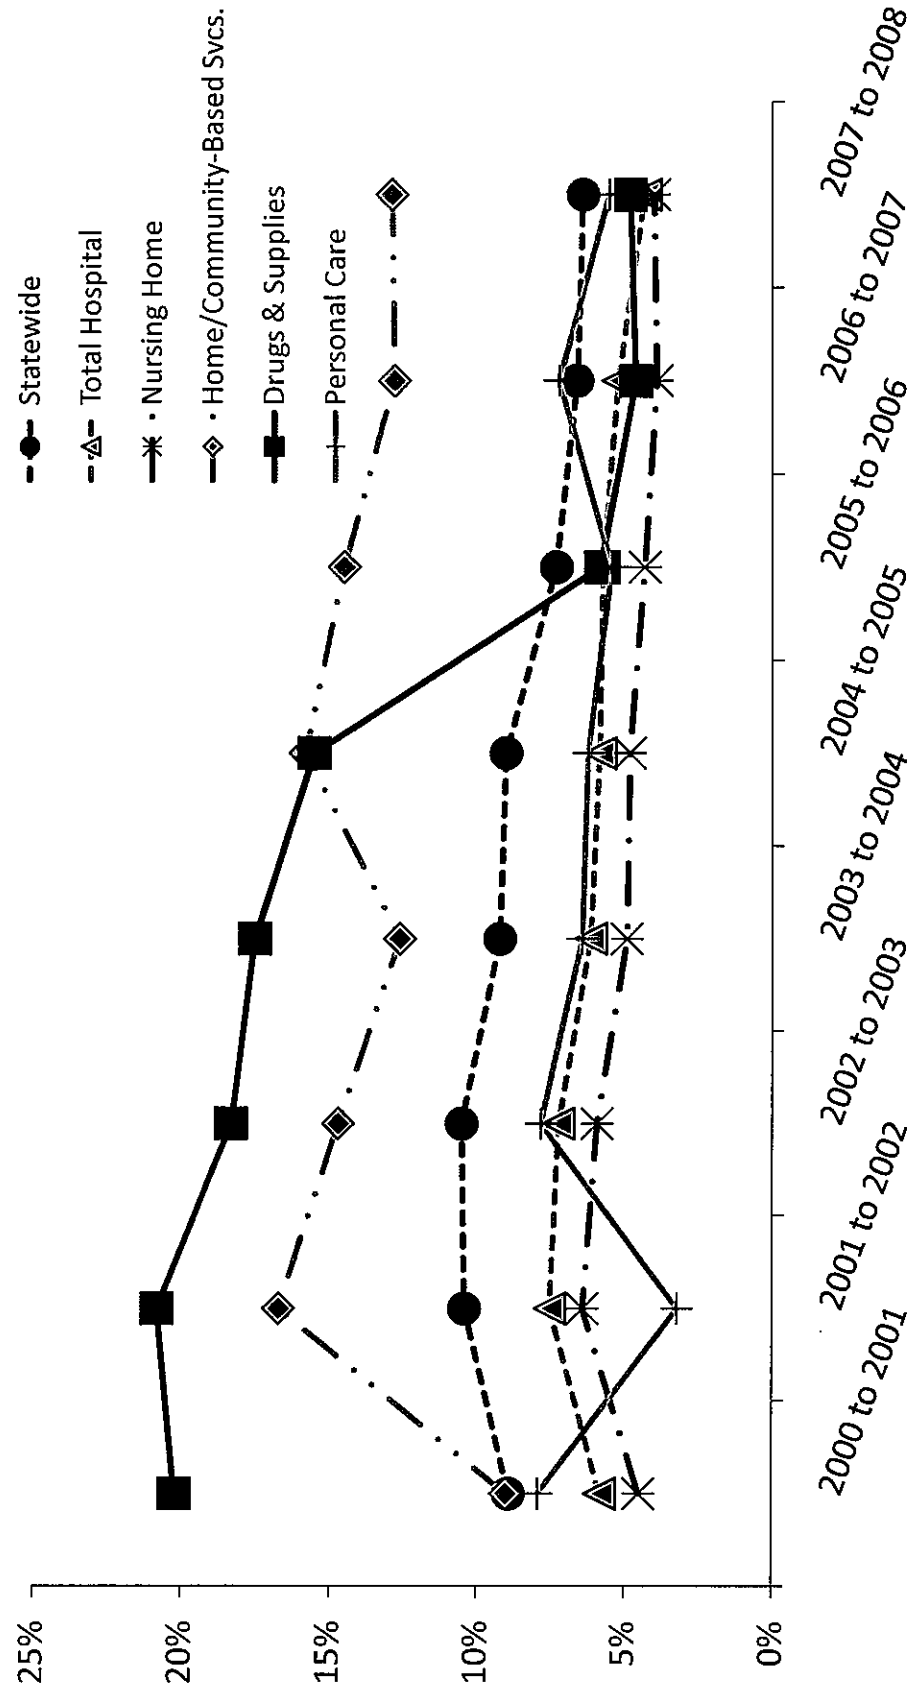 Statewide
Total Hospital
Nursing Home
Home/Community-Based Svcs.
Drugs & Supplies
Personal Care
25%
20%
15%
10%
5%
0%
2000 to 2001
2001 to 2002
2002 to 2003
2003 to 2004
2004 to 2005
2005 to 2006
2006 to 2007
2007 to 2008